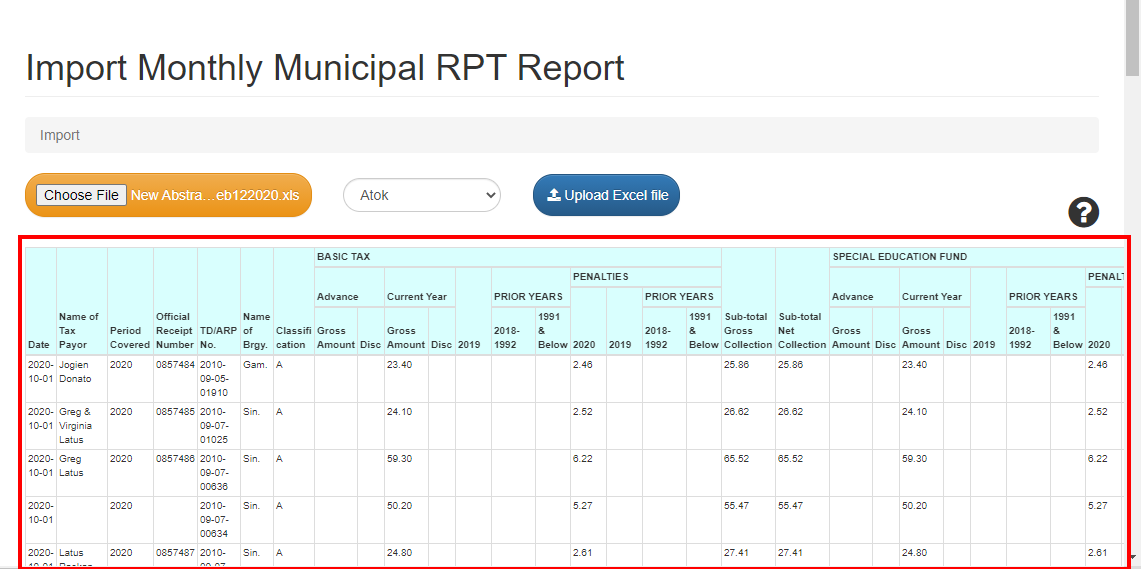 Import Monthly Municipal RPT Report
Import
Choose File New Abstra...eb122020.xls Atok Upload Excel file
?
BASIC TAX SPECIAL EDUCATION FUND
PENALTIES PENALT
Advance Current Year PRIOR YEARS PRIOR YEARS Advance Current Year PRIOR YEARS
Date Name of Tax Payor Period Covered Official Receipt Number TD/ARP No. Name of Brgy. Classifi cation Gross Amount Disc Gross Amount Disc 2019 2018-1992 1991 & Below 2020 2019 2018-1992 1991 & Below Sub-total Gross Collection Sub-total Net Collection Gross Amount Disc Gross Amount Disc 2019 2018-1992 1991 & Below 2020
2020-10-01 Jogien Donato 2020 0857484 2010-09-05-01910 Gam. A 23.40 2.46 25.86 25.86 23.40 2.46
2020-10-01 Greg & Virginia Latus 2020 0857485 2010-09-07-01025 Sin. A 24.10 2.52 26.62 26.62 24.10 2.52
2020-10-01 Greg Latus 2020 0857486 2010-09-07-00636 Sin. A 59.30 6.22 65.52 65.52 59.30 6.22
2020-10-01 2020 2010-09-07-00634 Sin. A 50.20 5.27 55.47 55.47 50.20 5.27
2020- Latus 2020 0857487 2010- Sin. A 24.80 2.61 27.41 27.41 24.80 2.61